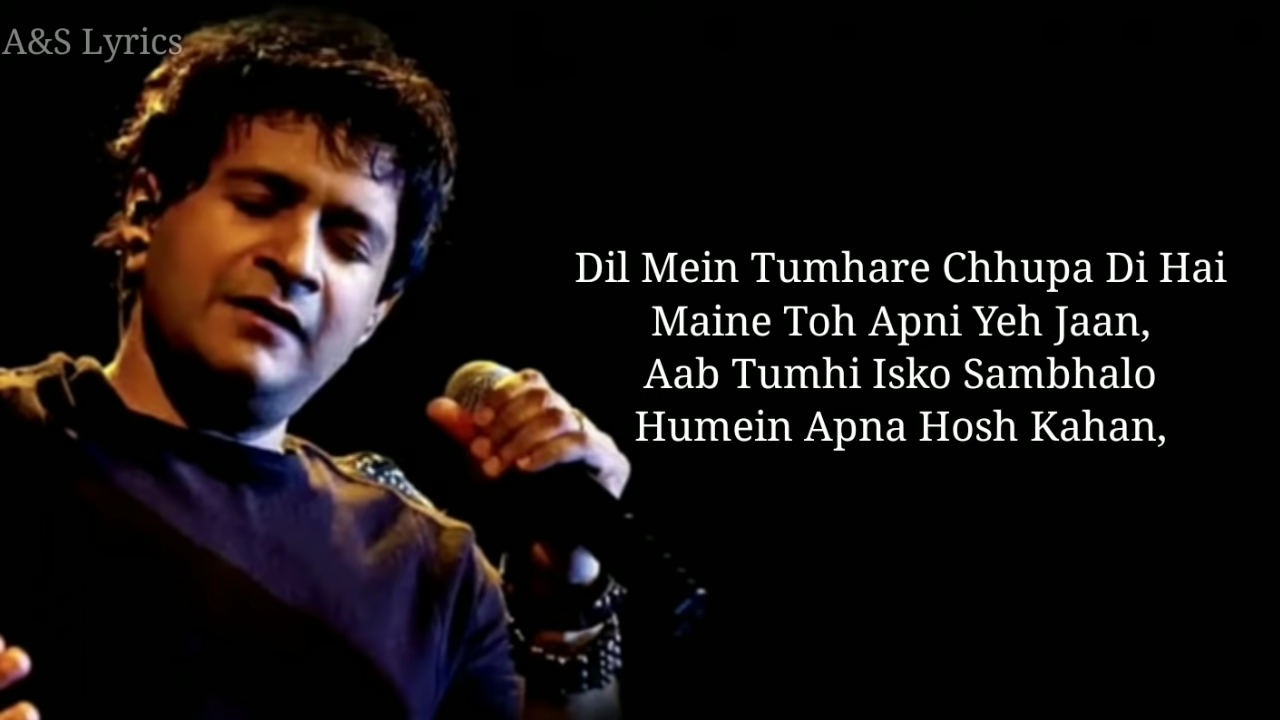 A&S Lyrics
Dil Mein Tumhare Chhupa Di Hai
Maine Toh Apni Yeh Jaan,
Aab Tumhi Isko Sambhalo
Humein Apna Hosh Kahan,